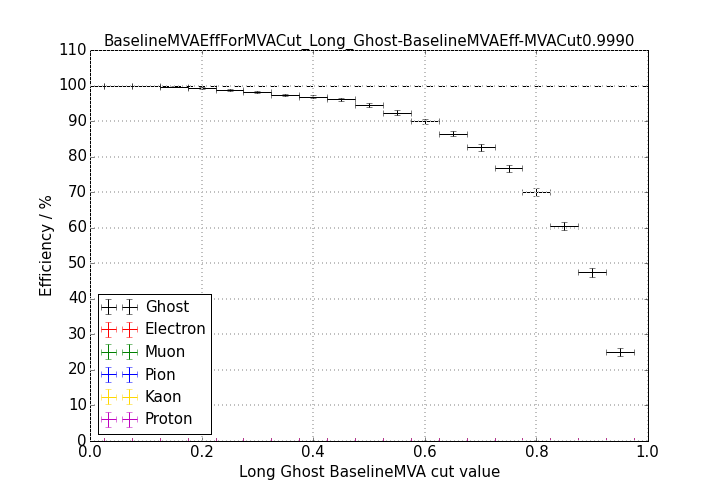 BaselineMVAEffForMVACut_Long_Ghost-BaselineMVAEff-MVACut0.9990
110
100
90
80
70
60
50
40
30
20
10
0
Efficiency / %
Ghost
Electron
Muon
Pion
Kaon
Proton
0.0 0.2 0.4 0.6 0.8 1.0
Long Ghost BaselineMVA cut value